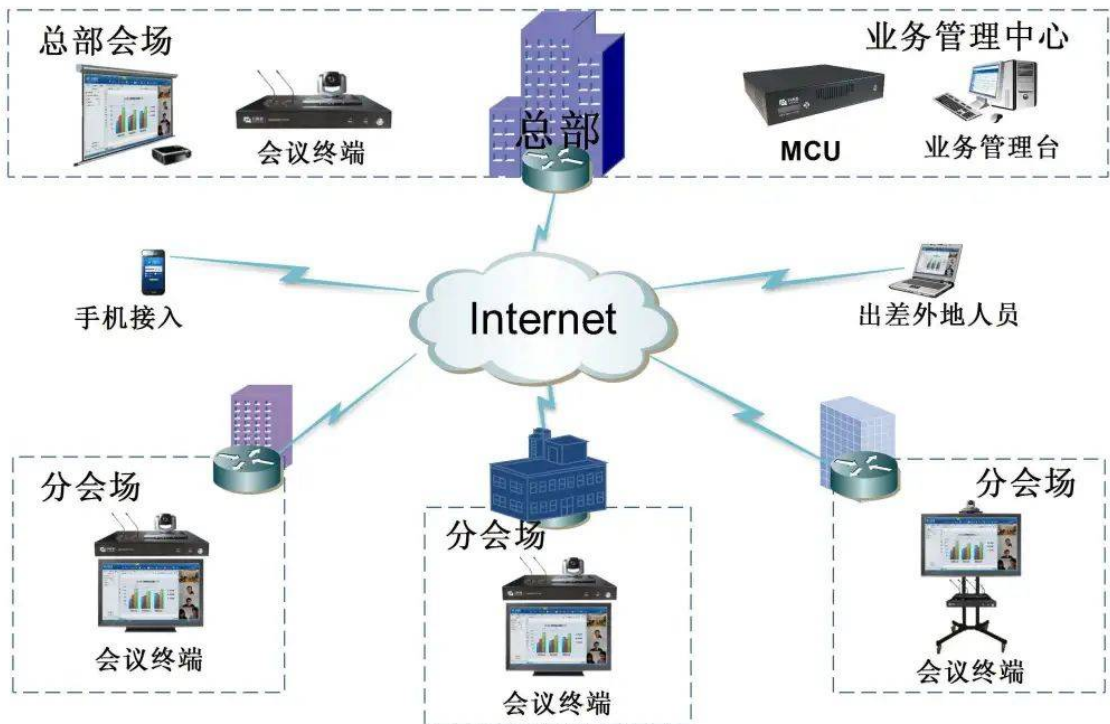 总部会场
业务管理中心
总部
会议终端
MCU
业务管理台
手机接入
Internet
出差外地人员
分会场
会议终端
分会场
会议终端
分会场
会议终端